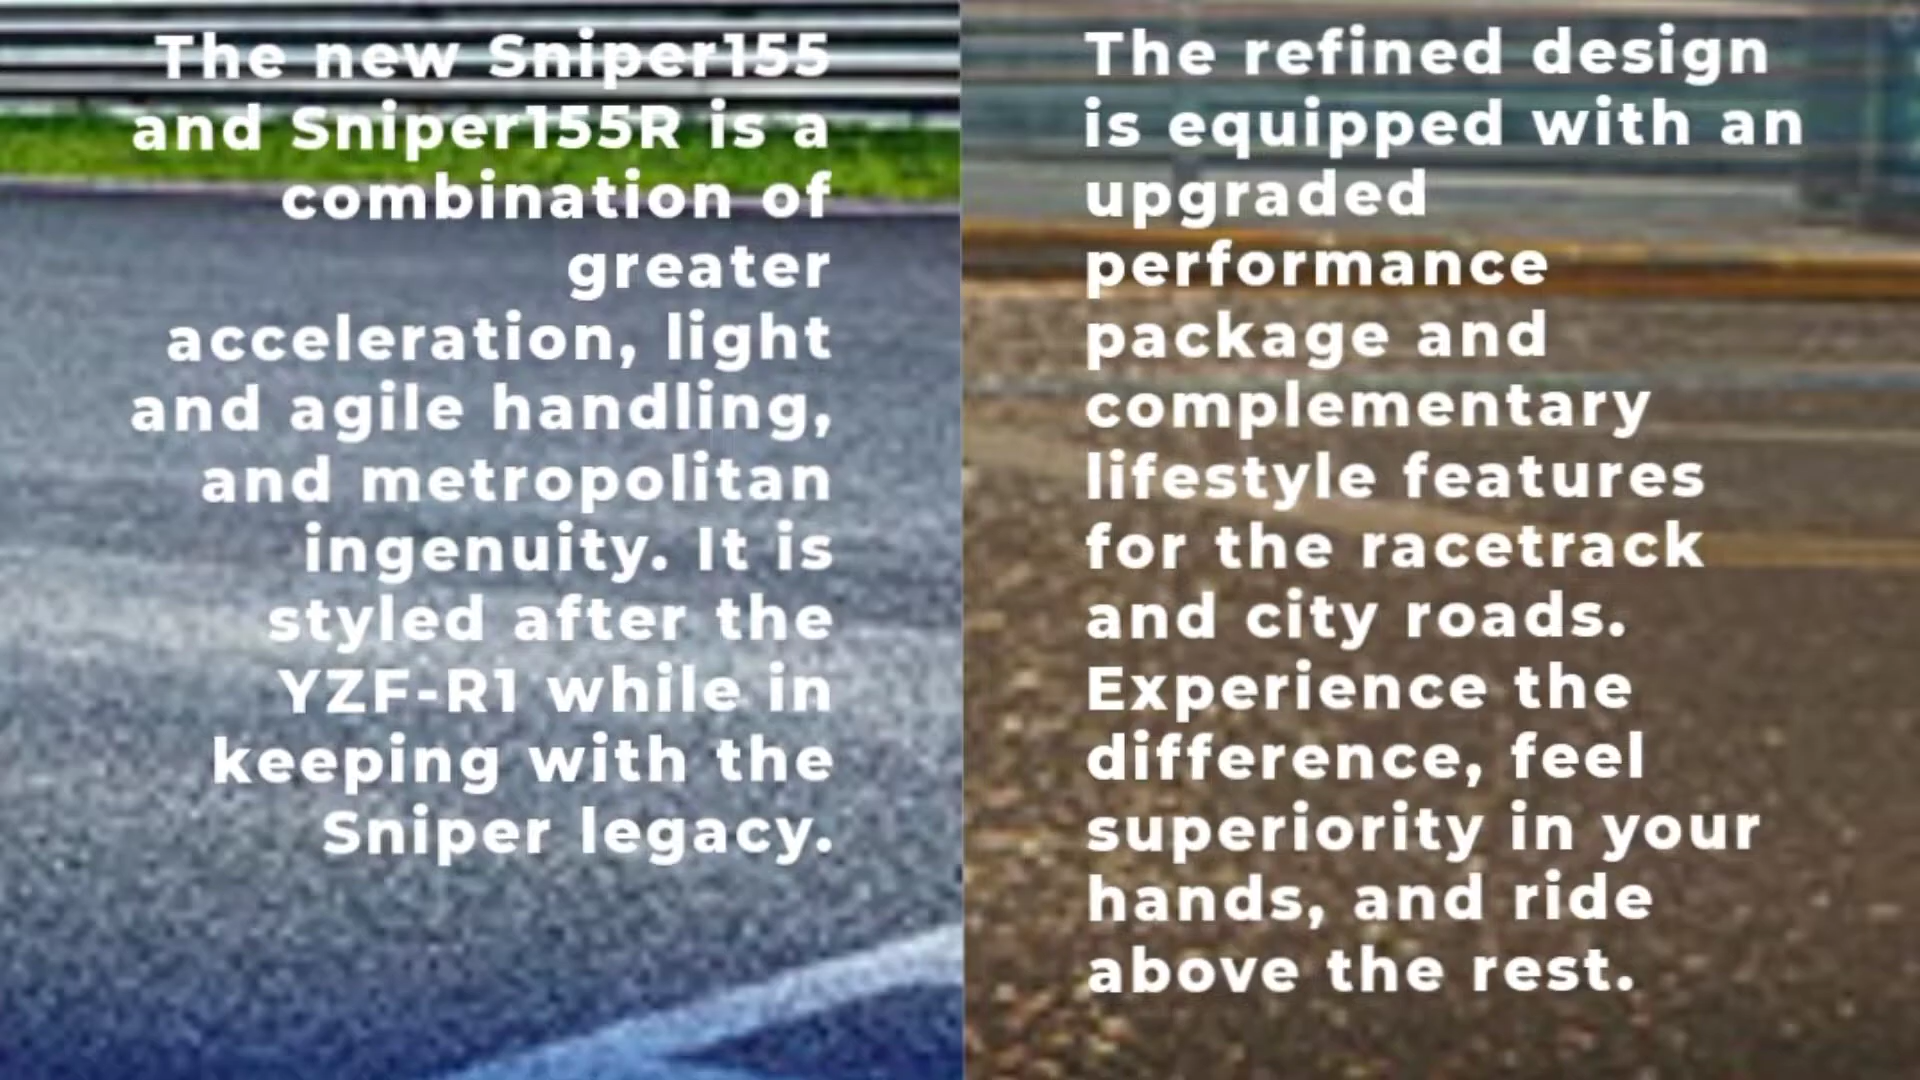 The new Sniper155
and Sniper155R is a
combination of
greater
acceleration, light
and agile handling,
and metropolitan
ingenuity. It is
styled after the
YZF-R1 while in
keeping with the
Sniper legacy.
The refined design
is equipped with an
upgraded
performance
package and
complementary
lifestyle features
for the racetrack
and city roads.
Experience the
difference, feel
superiority in your
hands, and ride
above the rest.